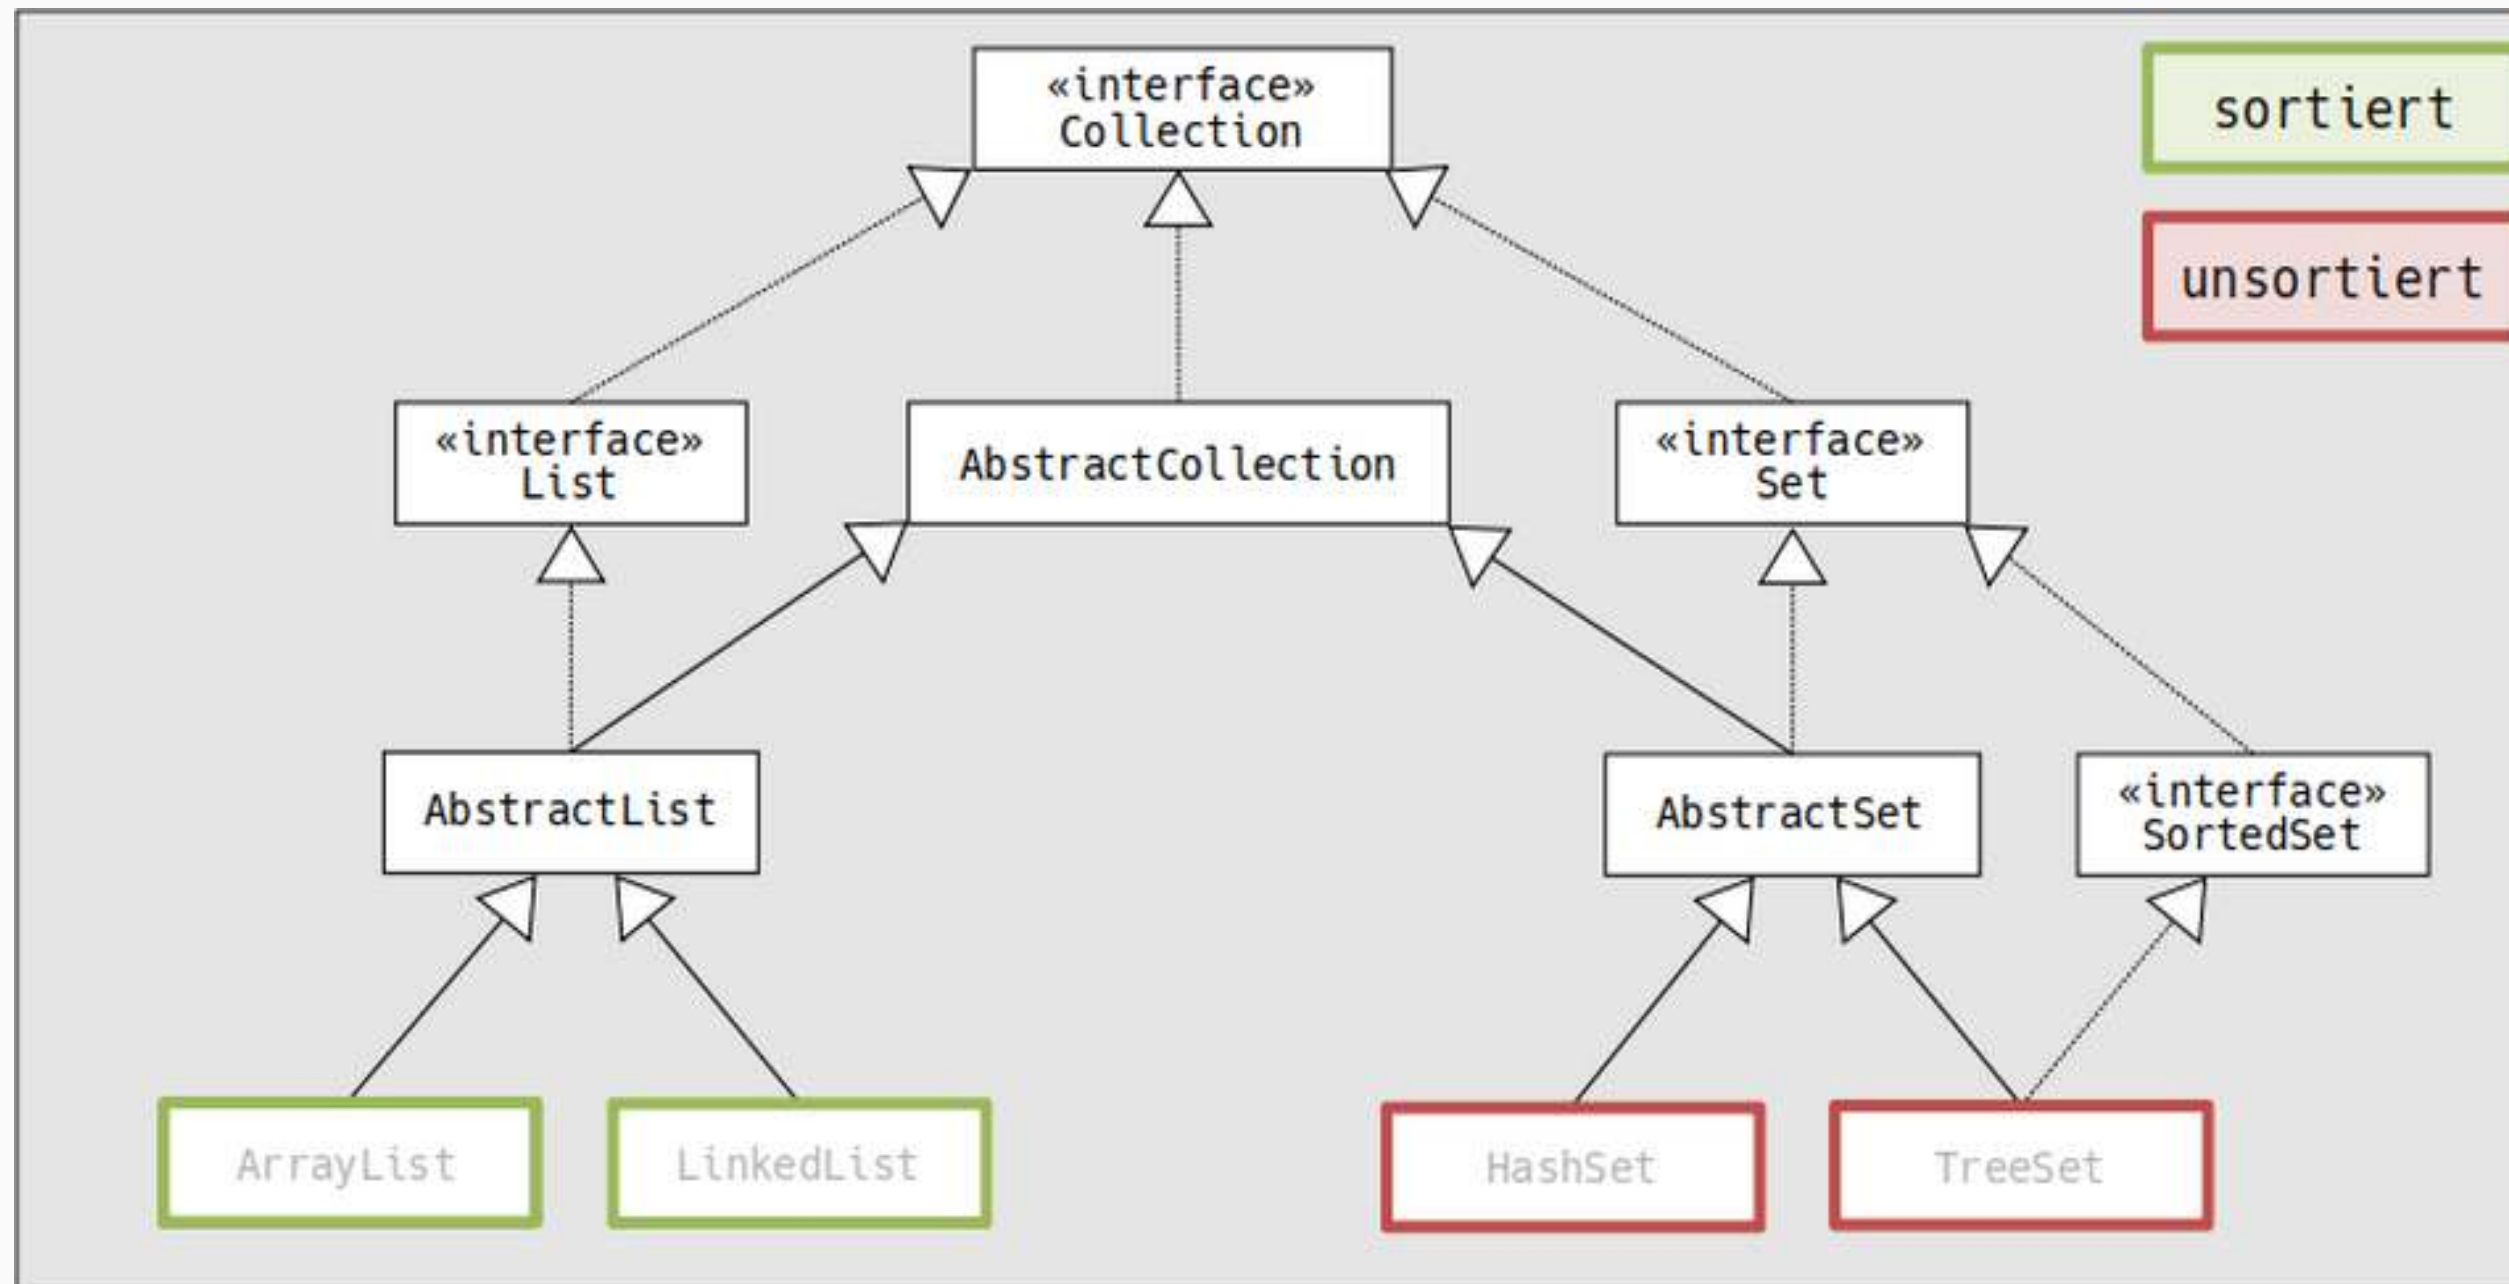 «interface»
Collection
sortiert
unsortiert
«interface»
List
AbstractCollection
«interface»
Set
AbstractList
AbstractSet
«interface»
SortedSet
ArrayList
LinkedList
HashSet
TreeSet